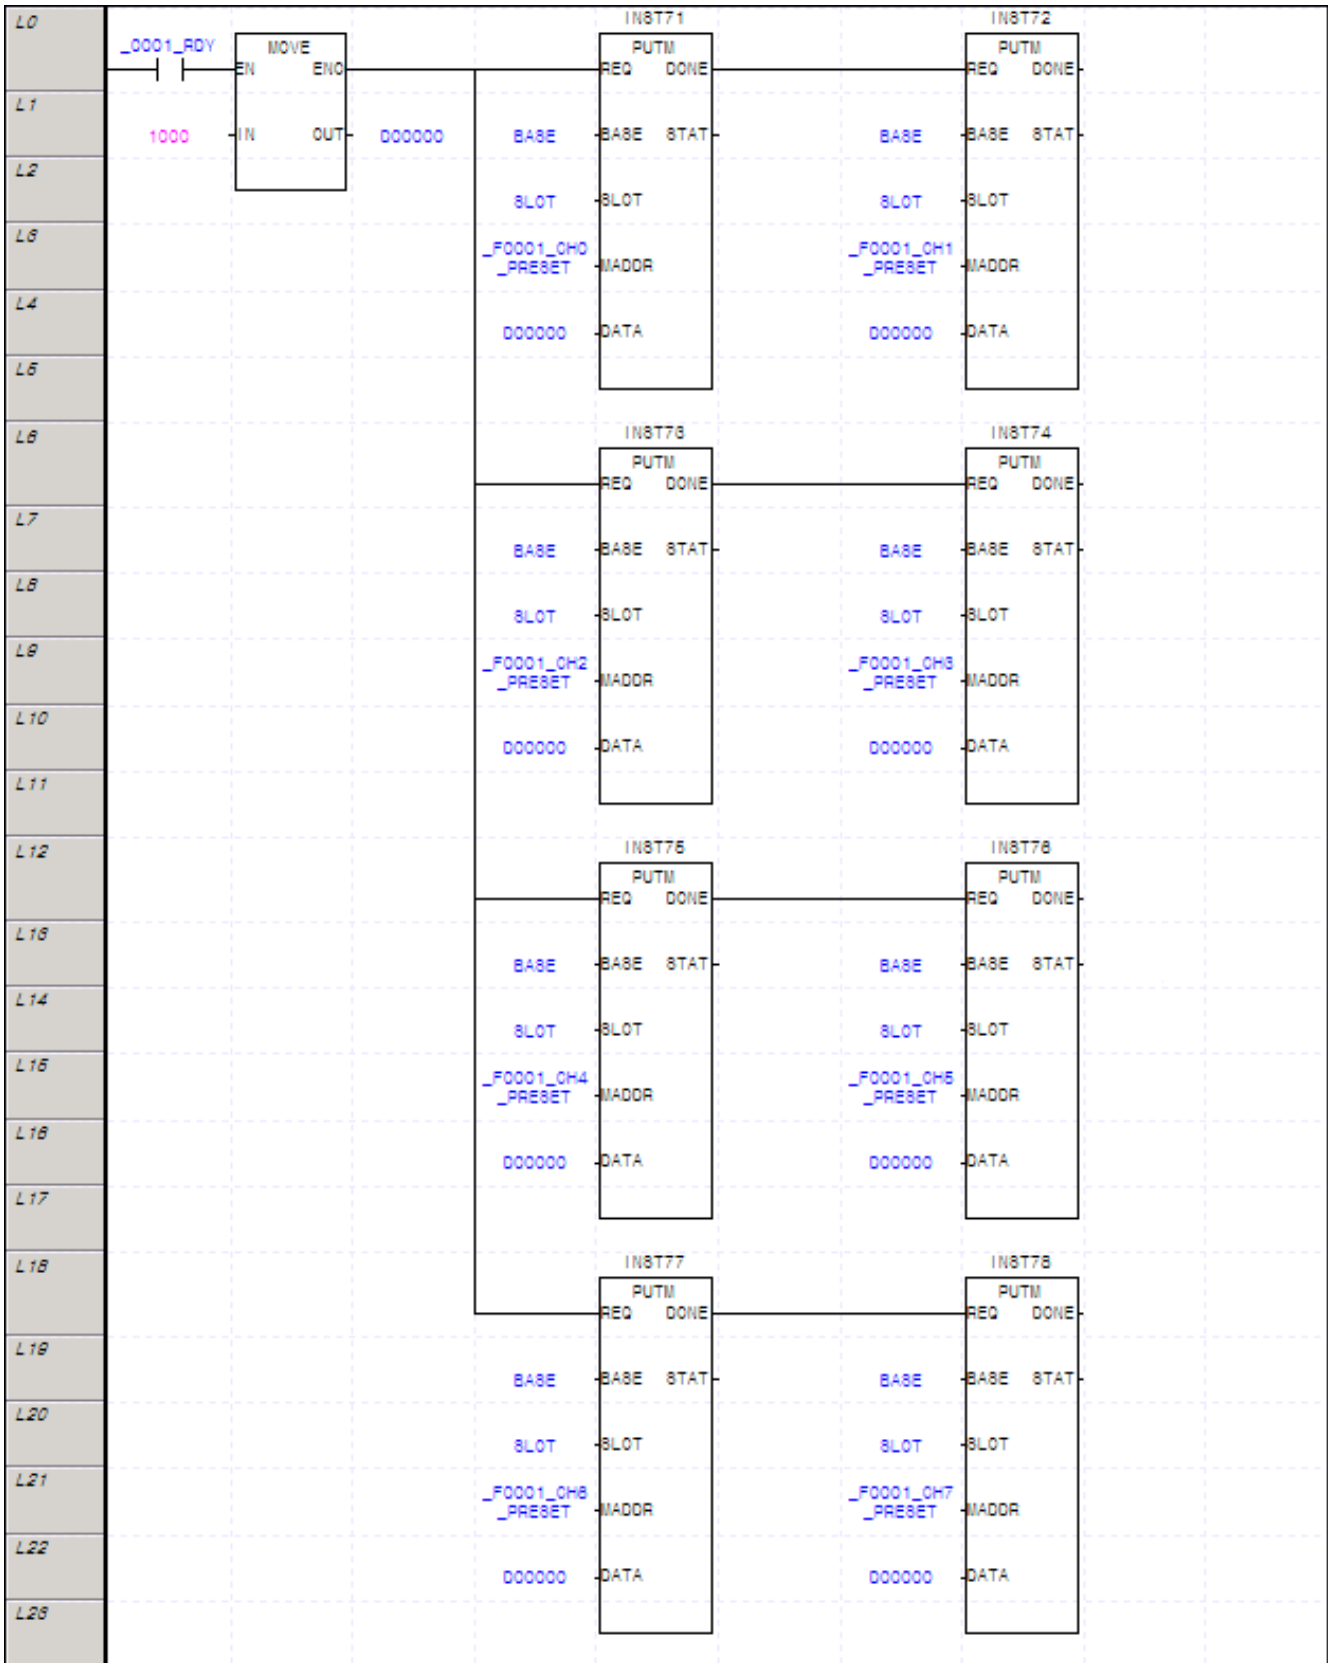 L0
INST71
INST72
_0001_RDY
MOVE
PUTM
PUTM
EN ENO
REQ DONE
REQ DONE
L1
1000
IN OUT
D00000
BASE
BASE STAT
BASE
BASE STAT
L2
SLOT
SLOT
SLOT
SLOT
L3
_F0001_CH0
_PRESET
MADDR
_F0001_CH1
_PRESET
MADDR
L4
D00000
DATA
D00000
DATA
L5
L6
INST73
INST74
PUTM
PUTM
REQ DONE
REQ DONE
L7
BASE
BASE STAT
BASE
BASE STAT
L8
SLOT
SLOT
SLOT
SLOT
L9
_F0001_CH2
_PRESET
MADDR
_F0001_CH3
_PRESET
MADDR
L10
D00000
DATA
D00000
DATA
L11
L12
INST75
INST76
PUTM
PUTM
REQ DONE
REQ DONE
L13
BASE
BASE STAT
BASE
BASE STAT
L14
SLOT
SLOT
SLOT
SLOT
L15
_F0001_CH4
_PRESET
MADDR
_F0001_CH5
_PRESET
MADDR
L16
D00000
DATA
D00000
DATA
L17
L18
INST77
INST78
PUTM
PUTM
REQ DONE
REQ DONE
L19
BASE
BASE STAT
BASE
BASE STAT
L20
SLOT
SLOT
SLOT
SLOT
L21
_F0001_CH6
_PRESET
MADDR
_F0001_CH7
_PRESET
MADDR
L22
D00000
DATA
D00000
DATA
L23